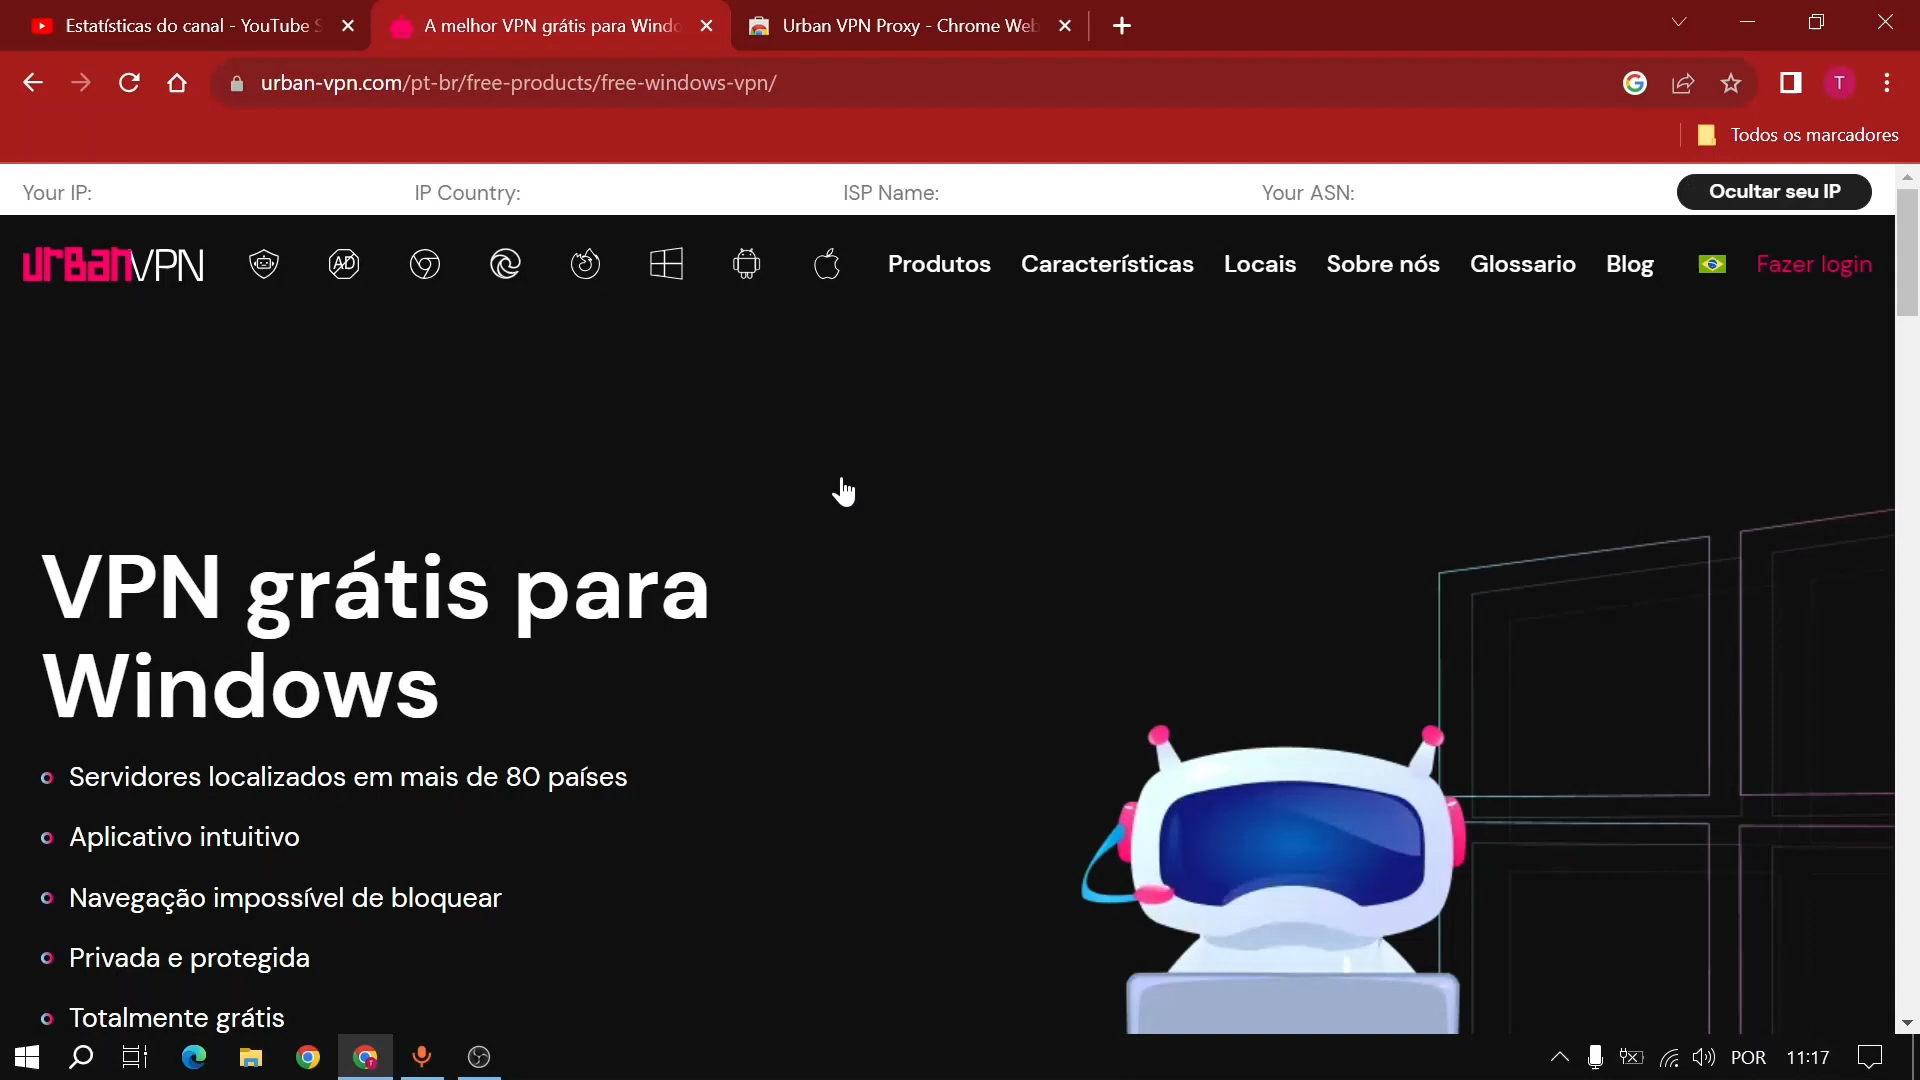 Estatísticas do canal - YouTube S
A melhor VPN grátis para Windo
Urban VPN Proxy - Chrome Web
urban-vpn.com/pt-br/free-products/free-windows-vpn/
T
Todos os marcadores
Your IP:
IP Country:
ISP Name:
Your ASN:
Ocultar seu IP
urBanVPN
AD
Produtos
Características
Locais
Sobre nós
Glossario
Blog
Fazer login
VPN grátis para
Windows
Servidores localizados em mais de 80 países
Aplicativo intuitivo
Navegação impossível de bloquear
Privada e protegida
Totalmente grátis
POR
11:17